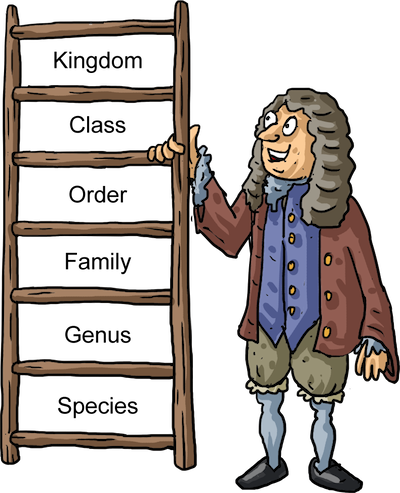 Kingdom
Class
Order
Family
Genus
Species